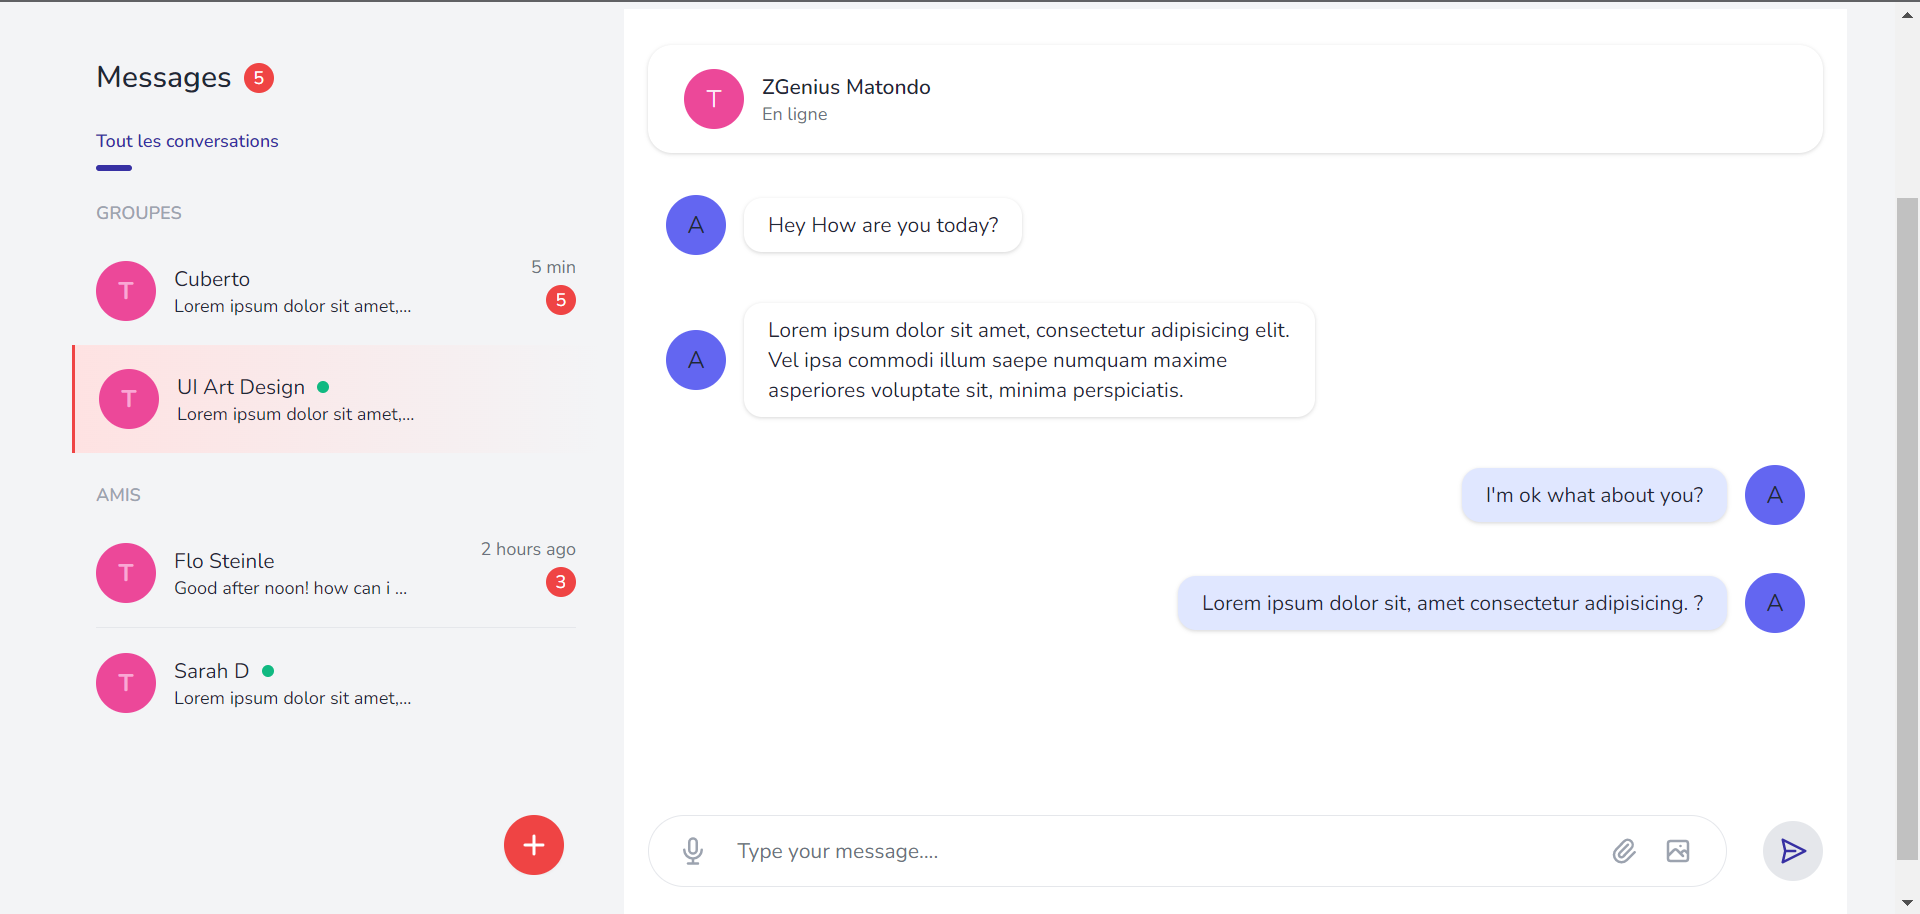 Messages 5
Tout les conversations
GROUPES
T
Cuberto
5 min
Lorem ipsum dolor sit amet,...
5
T
UI Art Design
Lorem ipsum dolor sit amet,...
AMIS
T
Flo Steinle
2 hours ago
Good after noon! how can i ...
3
T
Sarah D
Lorem ipsum dolor sit amet,...
T
ZGenius Matondo
En ligne
A
Hey How are you today?
A
Lorem ipsum dolor sit amet, consectetur adipisicing elit.
Vel ipsa commodi illum saepe numquam maxime
asperiores voluptate sit, minima perspiciatis.
I'm ok what about you?
A
Lorem ipsum dolor sit, amet consectetur adipisicing. ?
A
Type your message....